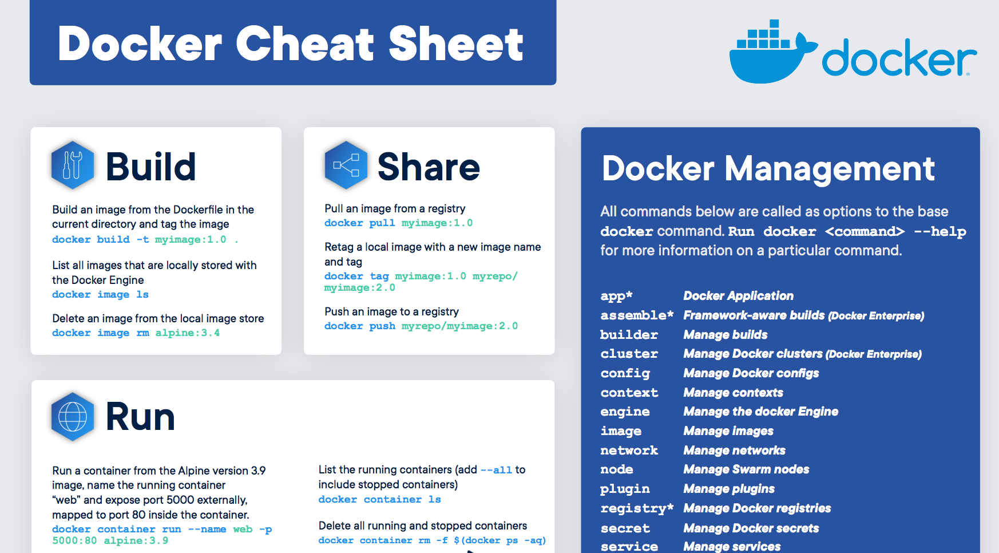 Docker Cheat Sheet
docker
Build
Build an image from the Dockerfile in the
current directory and tag the image
docker build -t myimage:1.0 .
List all images that are locally stored with
the Docker Engine
docker image ls
Delete an image from the local image store
docker image rm alpine:3.4
Share
Pull an image from a registry
docker pull myimage:1.0
Retag a local image with a new image name
and tag
docker tag myimage:1.0 myrepo/
myimage:2.0
Push an image to a registry
docker push myrepo/myimage:2.0
Run
Run a container from the Alpine version 3.9
image, name the running container
“web” and expose port 5000 externally,
mapped to port 80 inside the container.
docker container run --name web -p
5000:80 alpine:3.9
List the running containers (add --all to
include stopped containers)
docker container ls
Delete all running and stopped containers
docker container rm -f $(docker ps -aq)
Docker Management
All commands below are called as options to the base
docker command. Run docker <command> --help
for more information on a particular command.
app* Docker Application
assemble* Framework-aware builds (Docker Enterprise)
builder Manage builds
cluster Manage Docker clusters (Docker Enterprise)
config Manage Docker configs
context Manage contexts
engine Manage the docker Engine
image Manage images
network Manage networks
node Manage Swarm nodes
plugin Manage plugins
registry* Manage Docker registries
secret Manage Docker secrets
service Manage services